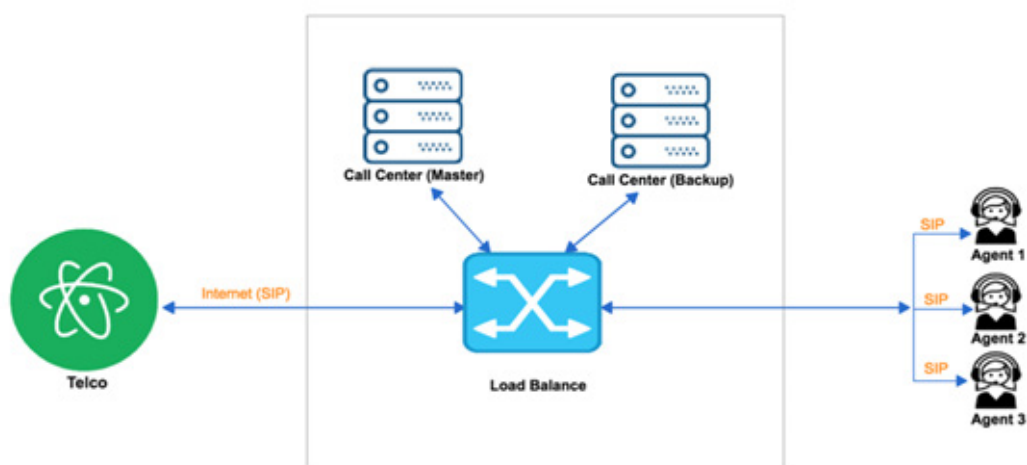 Call Center (Master)
Call Center (Backup)
SIP
Agent 1
Internet (SIP)
SIP
Agent 2
Telco
Load Balance
SIP
Agent 3